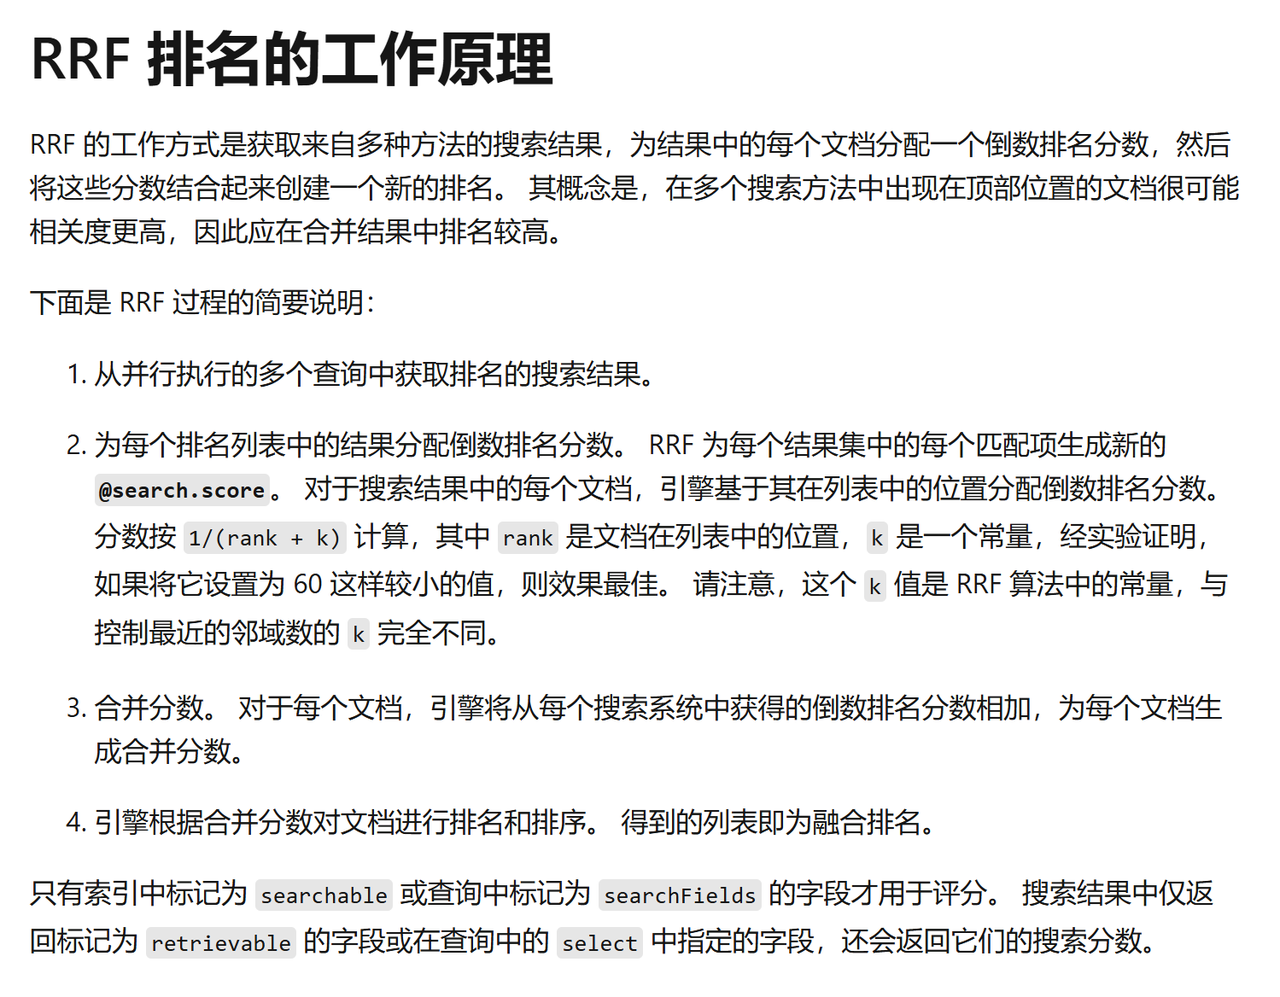 RRF 排名的工作原理
RRF 的工作方式是获取来自多种方法的搜索结果，为结果中的每个文档分配一个倒数排名分数，然后
将这些分数结合起来创建一个新的排名。 其概念是，在多个搜索方法中出现在顶部位置的文档很可能
相关度更高，因此应在合并结果中排名较高。
下面是 RRF 过程的简要说明：
1. 从并行执行的多个查询中获取排名的搜索结果。
2. 为每个排名列表中的结果分配倒数排名分数。 RRF 为每个结果集中的每个匹配项生成新的
@search.score。 对于搜索结果中的每个文档，引擎基于其在列表中的位置分配倒数排名分数。
分数按 1/(rank + k) 计算，其中 rank 是文档在列表中的位置，k 是一个常量，经实验证明，
如果将它设置为 60 这样较小的值，则效果最佳。 请注意，这个 k 值是 RRF 算法中的常量，与
控制最近的邻域数的 k 完全不同。
3. 合并分数。 对于每个文档，引擎将从每个搜索系统中获得的倒数排名分数相加，为每个文档生
成合并分数。
4. 引擎根据合并分数对文档进行排名和排序。 得到的列表即为融合排名。
只有索引中标记为 searchable 或查询中标记为 searchFields 的字段才用于评分。 搜索结果中仅返
回标记为 retrievable 的字段或在查询中的 select 中指定的字段，还会返回它们的搜索分数。